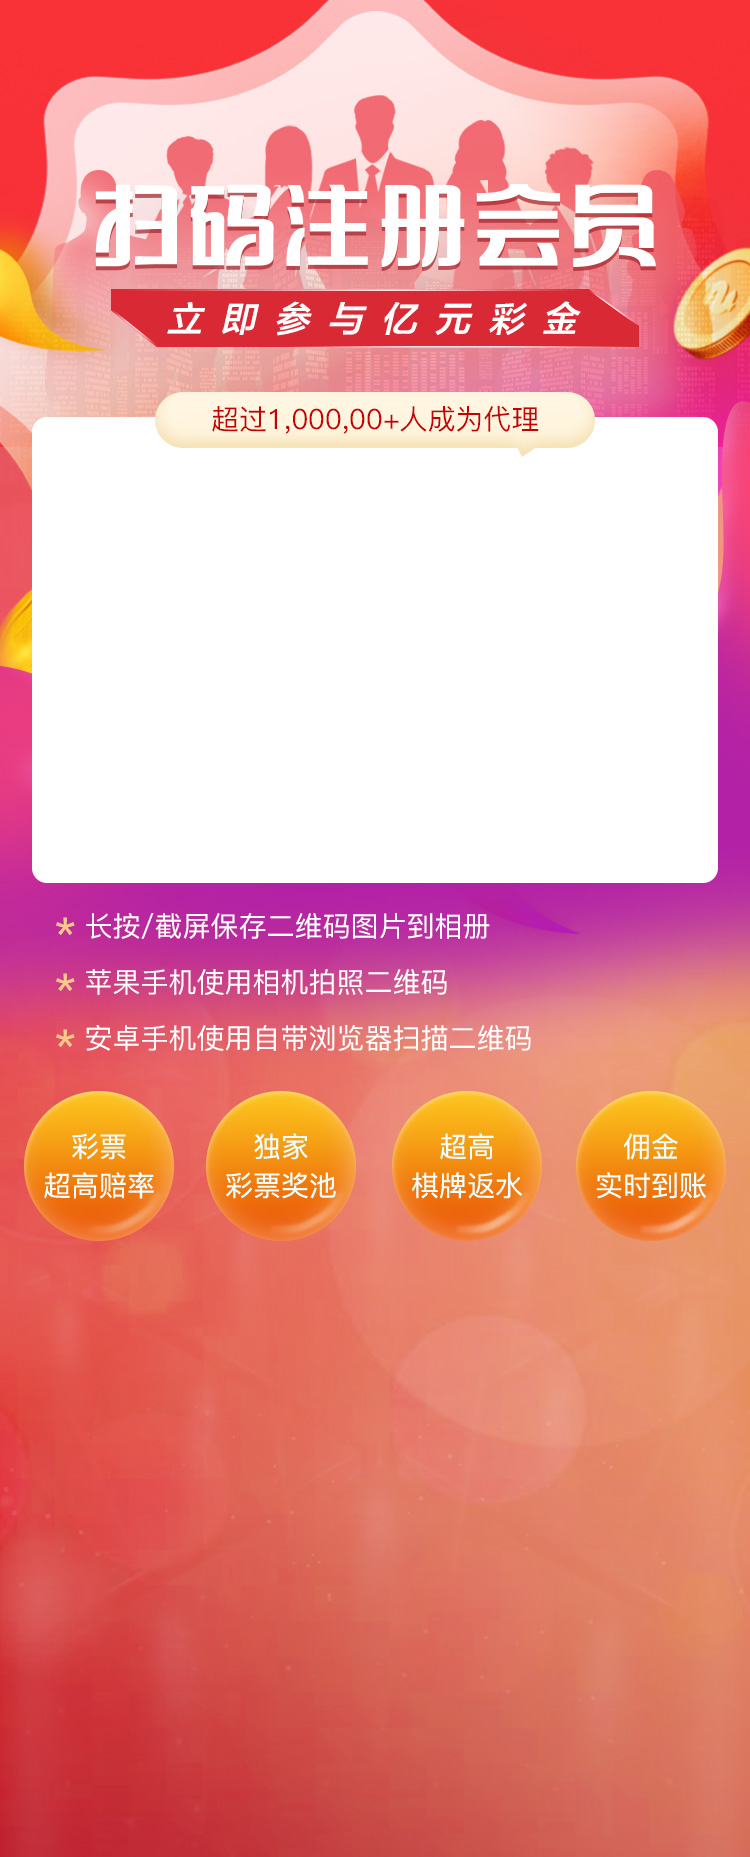 扫码注册会员
立即参与亿元彩金
超过1,000,00+人成为代理
* 长按/截屏保存二维码图片到相册
* 苹果手机使用相机拍照二维码
* 安卓手机使用自带浏览器扫描二维码
彩票
超高赔率
独家
彩票奖池
超高
棋牌返水
佣金
实时到账